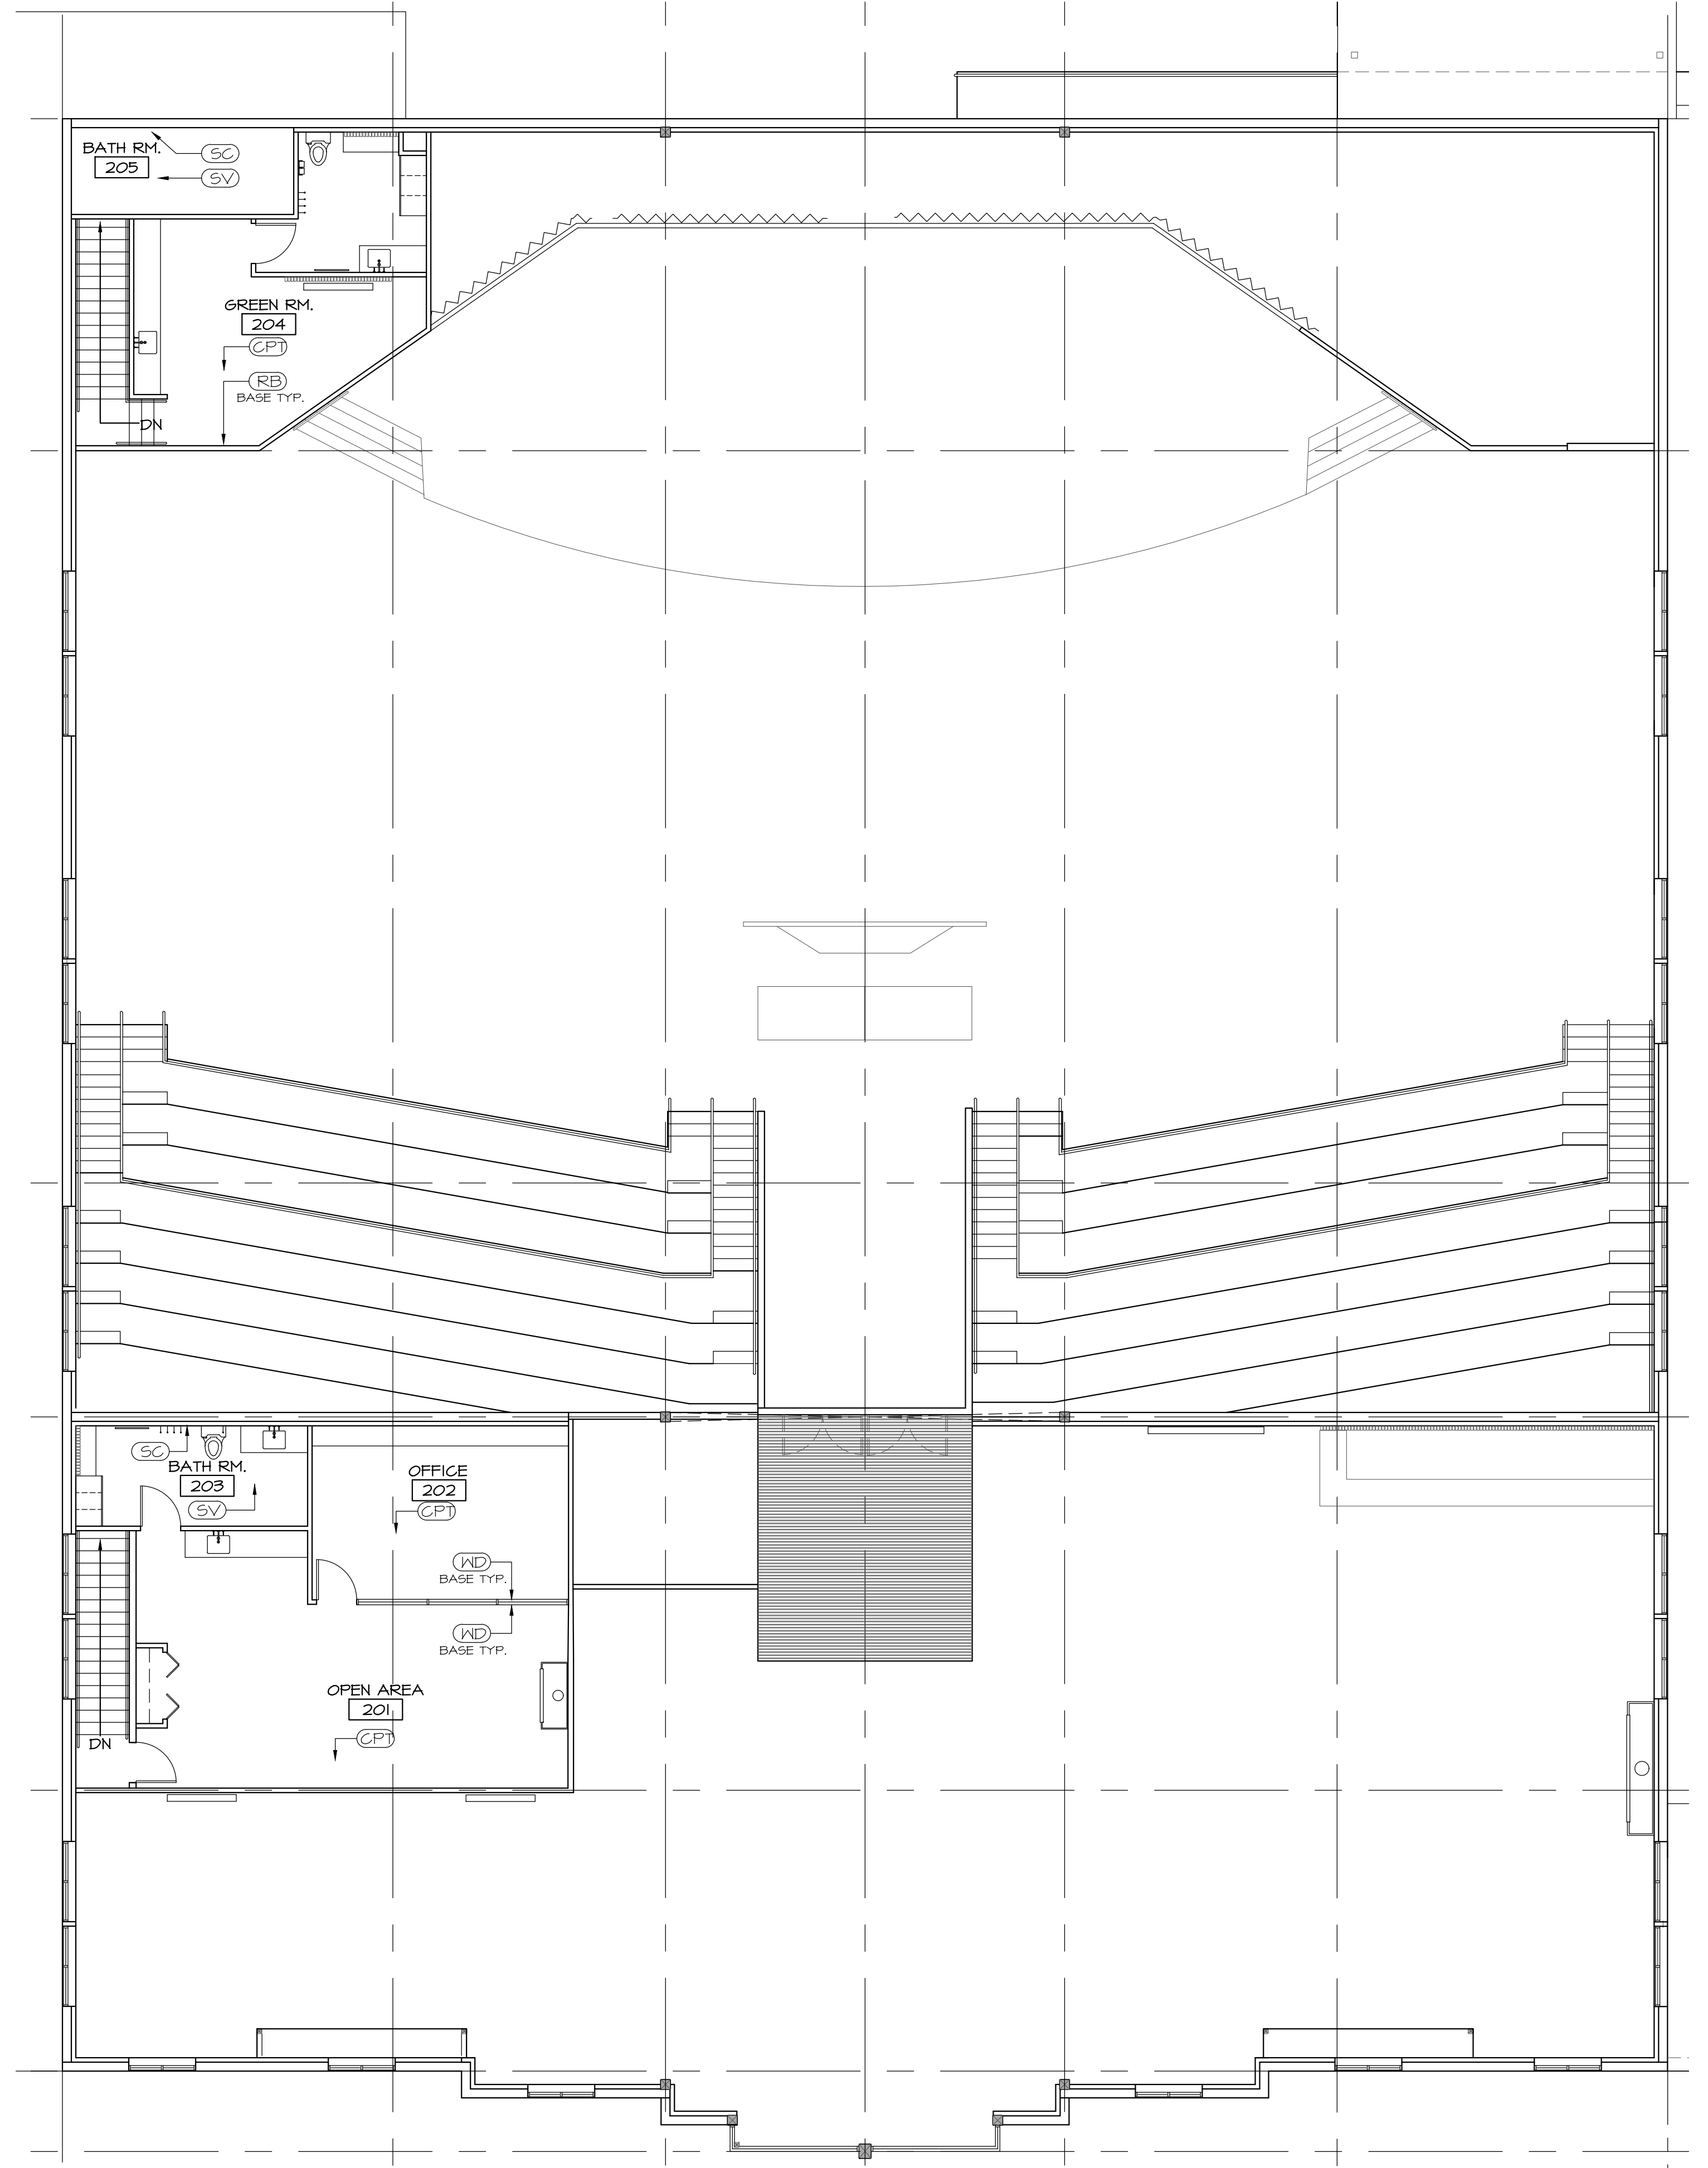 BATH RM.
205
SC
SV
GREEN RM.
204
CPT
RB
BASE TYP.
DN
SC
BATH RM.
203
SV
OFFICE
202
CPT
WD
BASE TYP.
WD
BASE TYP.
OPEN AREA
201
CPT
DN